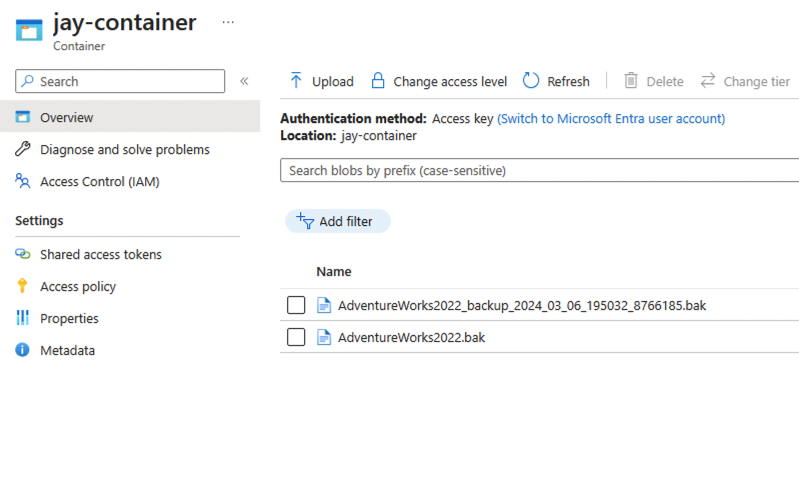 jay-container ...
Container
Search
«
Overview
Diagnose and solve problems
Access Control (IAM)
Settings
Shared access tokens
Access policy
Properties
Metadata
Upload Change access level Refresh Delete Change tier
Authentication method: Access key (Switch to Microsoft Entra user account)
Location: jay-container
Search blobs by prefix (case-sensitive)
Add filter
Name
AdventureWorks2022_backup_2024_03_06_195032_8766185.bak
AdventureWorks2022.bak